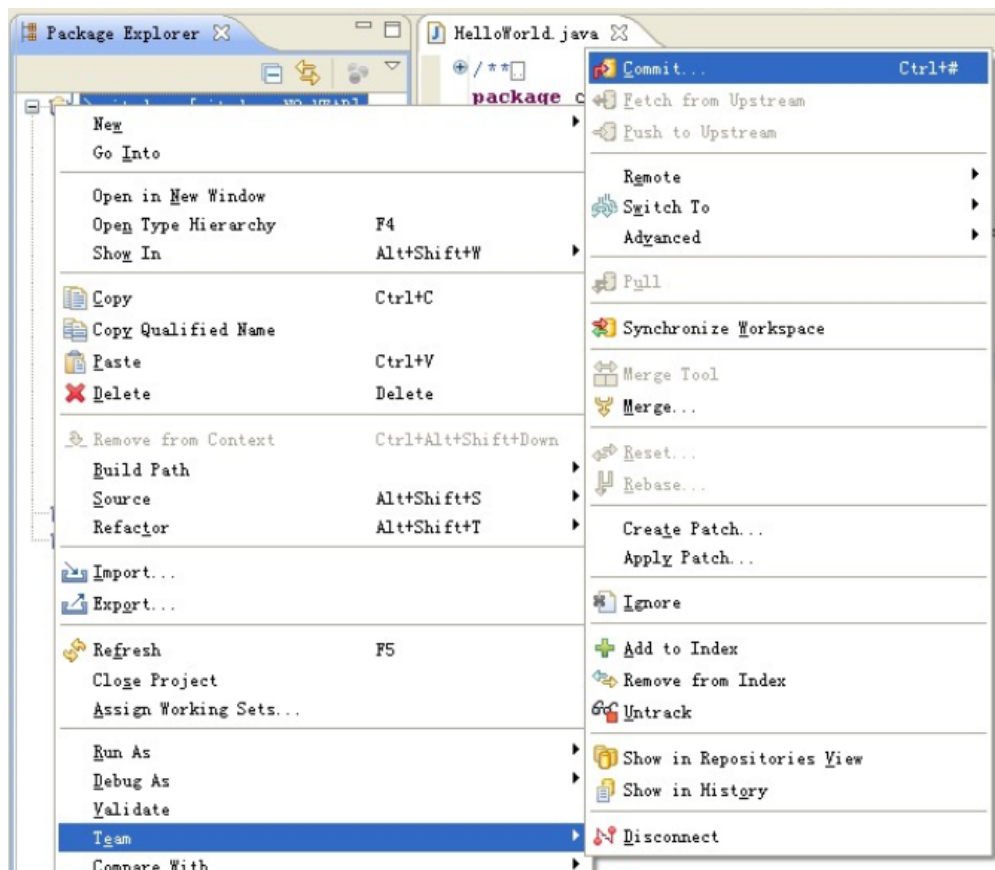 Package Explorer
HelloWorld.java
/**
package c
NO-HEAD]
New
Go Into
Open in New Window
Open Type Hierarchy F4
Show In Alt+Shift+W
Copy Ctrl+C
Copy Qualified Name
Paste Ctrl+V
Delete Delete
Remove from Context Ctrl+Alt+Shift+Down
Build Path
Source Alt+Shift+S
Refactor Alt+Shift+T
Import...
Export...
Refresh F5
Close Project
Assign Working Sets...
Run As
Debug As
Validate
Team
Compare With
Commit... Ctrl+#
Fetch from Upstream
Push to Upstream
Remote
Switch To
Advanced
Pull
Synchronize Workspace
Merge Tool
Merge...
Reset...
Rebase...
Create Patch...
Apply Patch...
Ignore
Add to Index
Remove from Index
Untrack
Show in Repositories View
Show in History
Disconnect